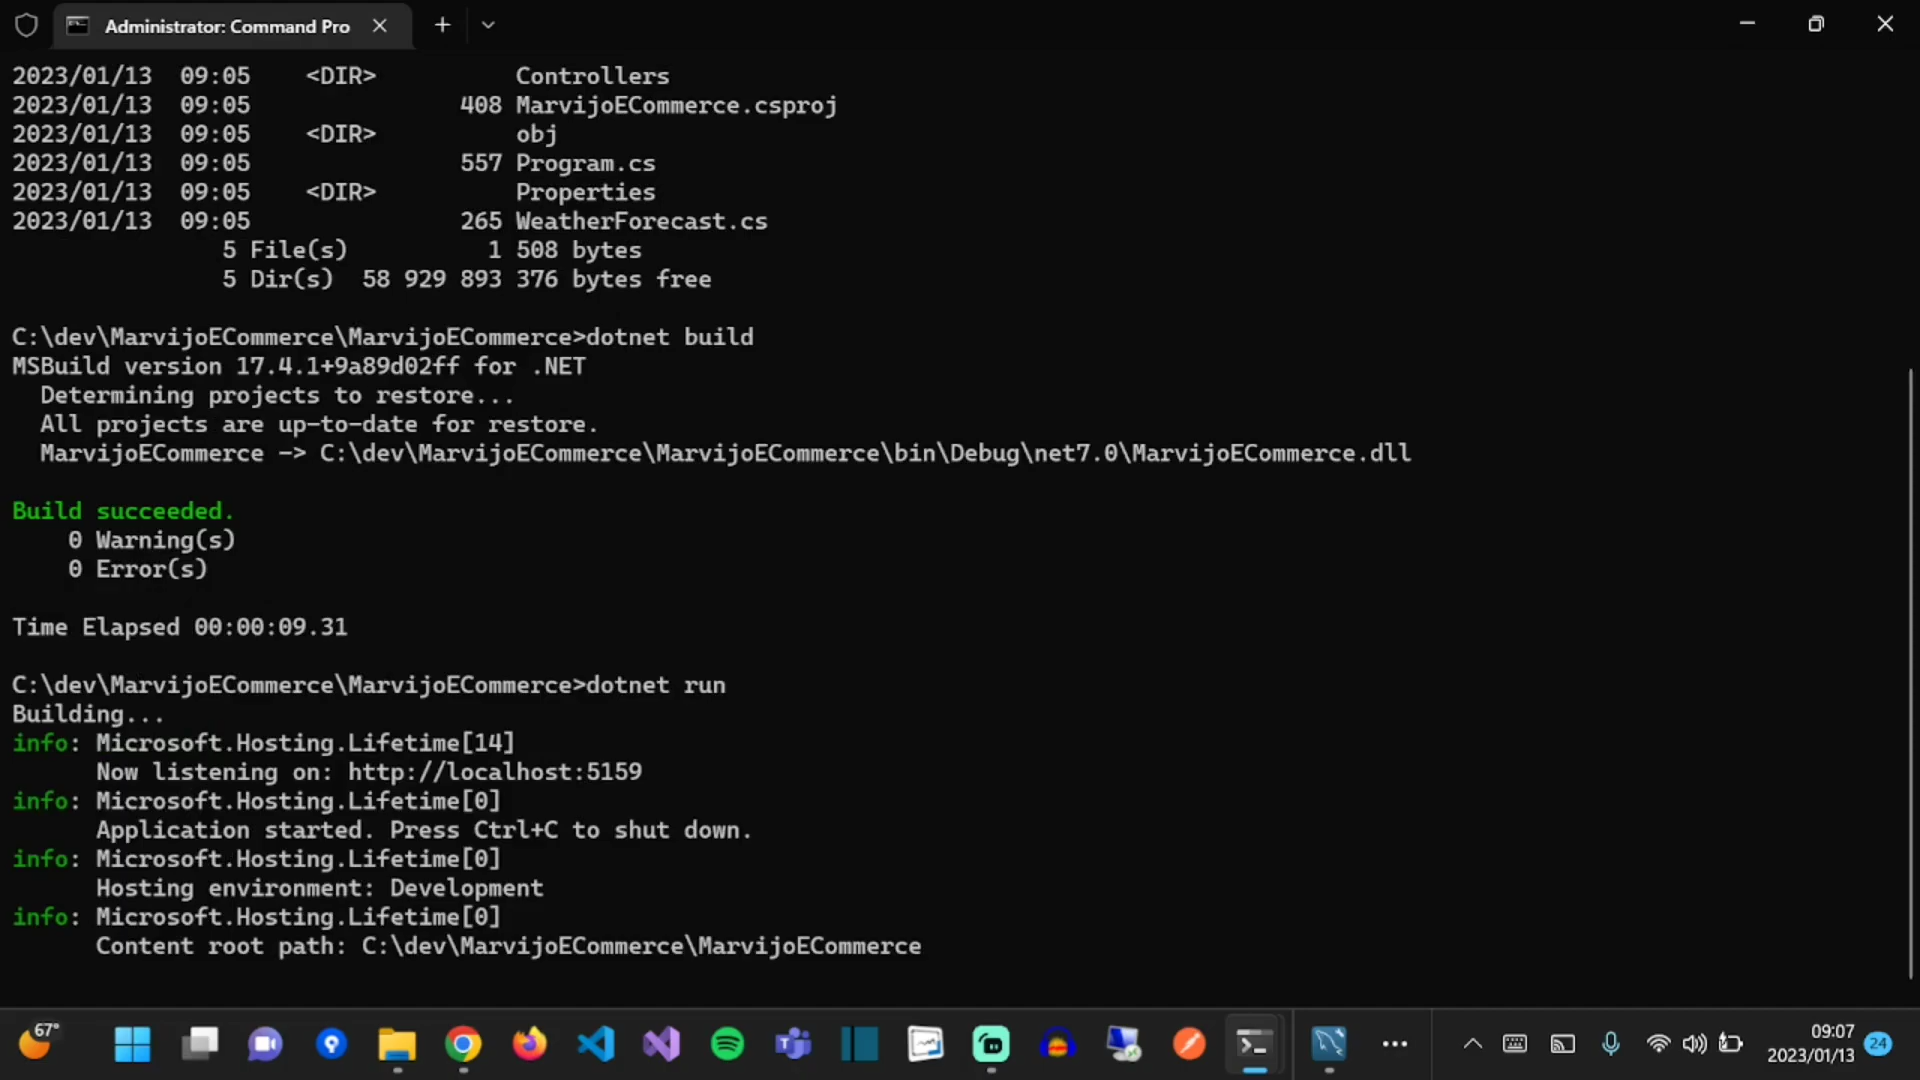 Administrator: Command Pro
2023/01/13  09:05    <DIR>          Controllers
2023/01/13  09:05               408 MarvijoECommerce.csproj
2023/01/13  09:05    <DIR>          obj
2023/01/13  09:05               557 Program.cs
2023/01/13  09:05    <DIR>          Properties
2023/01/13  09:05               265 WeatherForecast.cs
               5 File(s)          1 508 bytes
               5 Dir(s)  58 929 893 376 bytes free
C:\dev\MarvijoECommerce\MarvijoECommerce>dotnet build
MSBuild version 17.4.1+9a89d02ff for .NET
  Determining projects to restore...
  All projects are up-to-date for restore.
  MarvijoECommerce -> C:\dev\MarvijoECommerce\MarvijoECommerce\bin\Debug\net7.0\MarvijoECommerce.dll
Build succeeded.
    0 Warning(s)
    0 Error(s)
Time Elapsed 00:00:09.31
C:\dev\MarvijoECommerce\MarvijoECommerce>dotnet run
Building...
info: Microsoft.Hosting.Lifetime[14]
      Now listening on: http://localhost:5159
info: Microsoft.Hosting.Lifetime[0]
      Application started. Press Ctrl+C to shut down.
info: Microsoft.Hosting.Lifetime[0]
      Hosting environment: Development
info: Microsoft.Hosting.Lifetime[0]
      Content root path: C:\dev\MarvijoECommerce\MarvijoECommerce
67°
09:07
2023/01/13
24